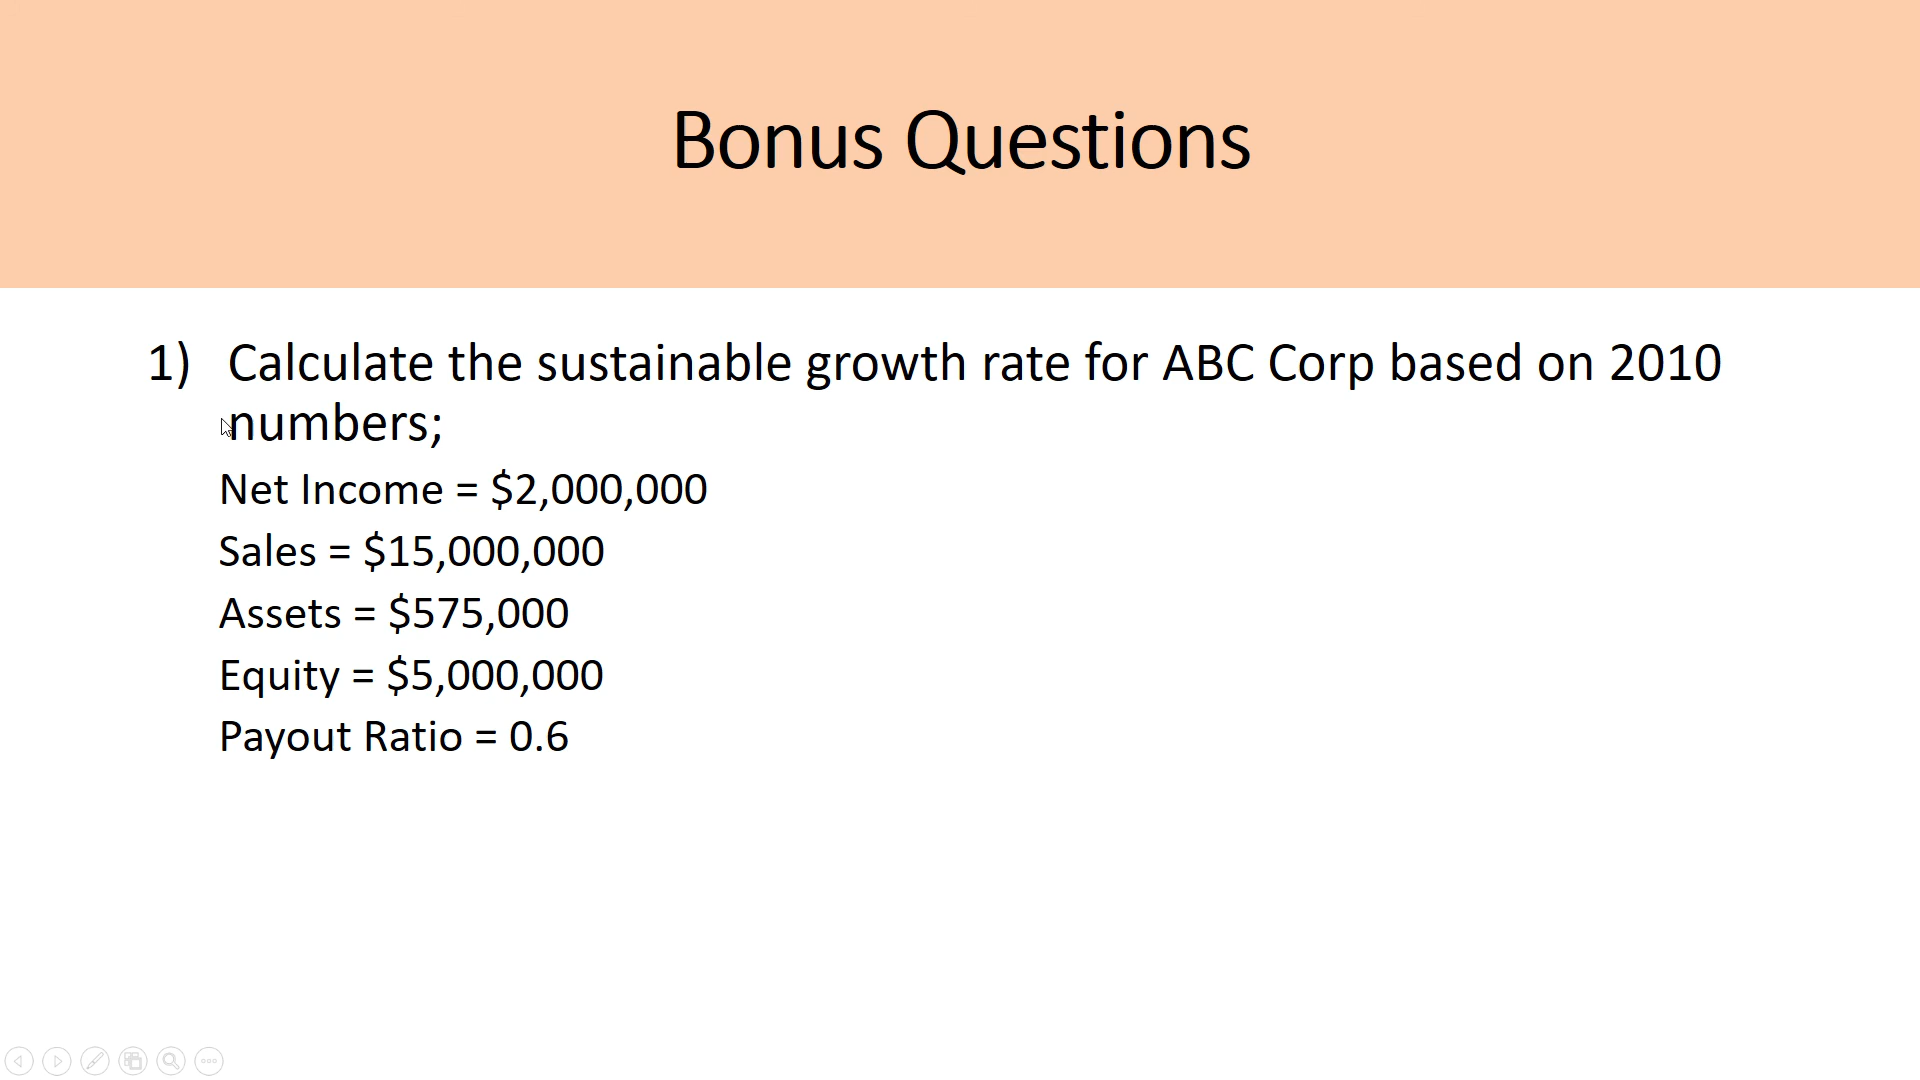 Bonus Questions
1) Calculate the sustainable growth rate for ABC Corp based on 2010
numbers;
Net Income = $2,000,000
Sales = $15,000,000
Assets = $575,000
Equity = $5,000,000
Payout Ratio = 0.6